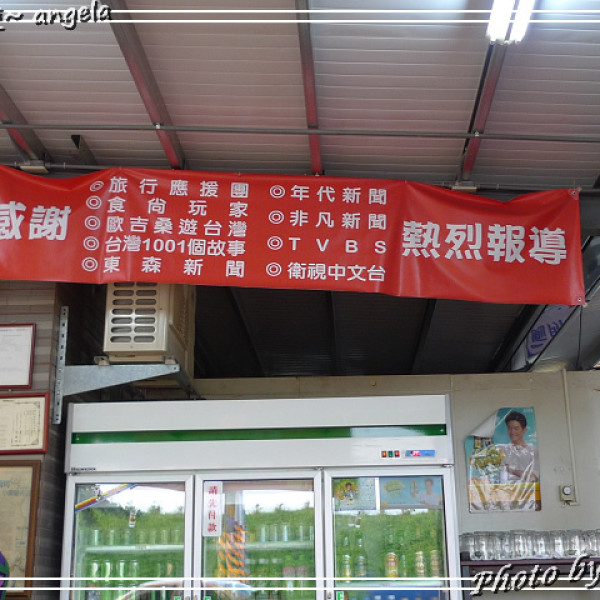 ~ angela
感謝
◎旅行應援團
◎食尚玩家
◎歐吉桑遊台灣
◎台灣1001個故事
◎東森新聞
◎年代新聞
◎非凡新聞
◎TVBS
◎衛視中文台
熱烈報導
請先付款
photo by